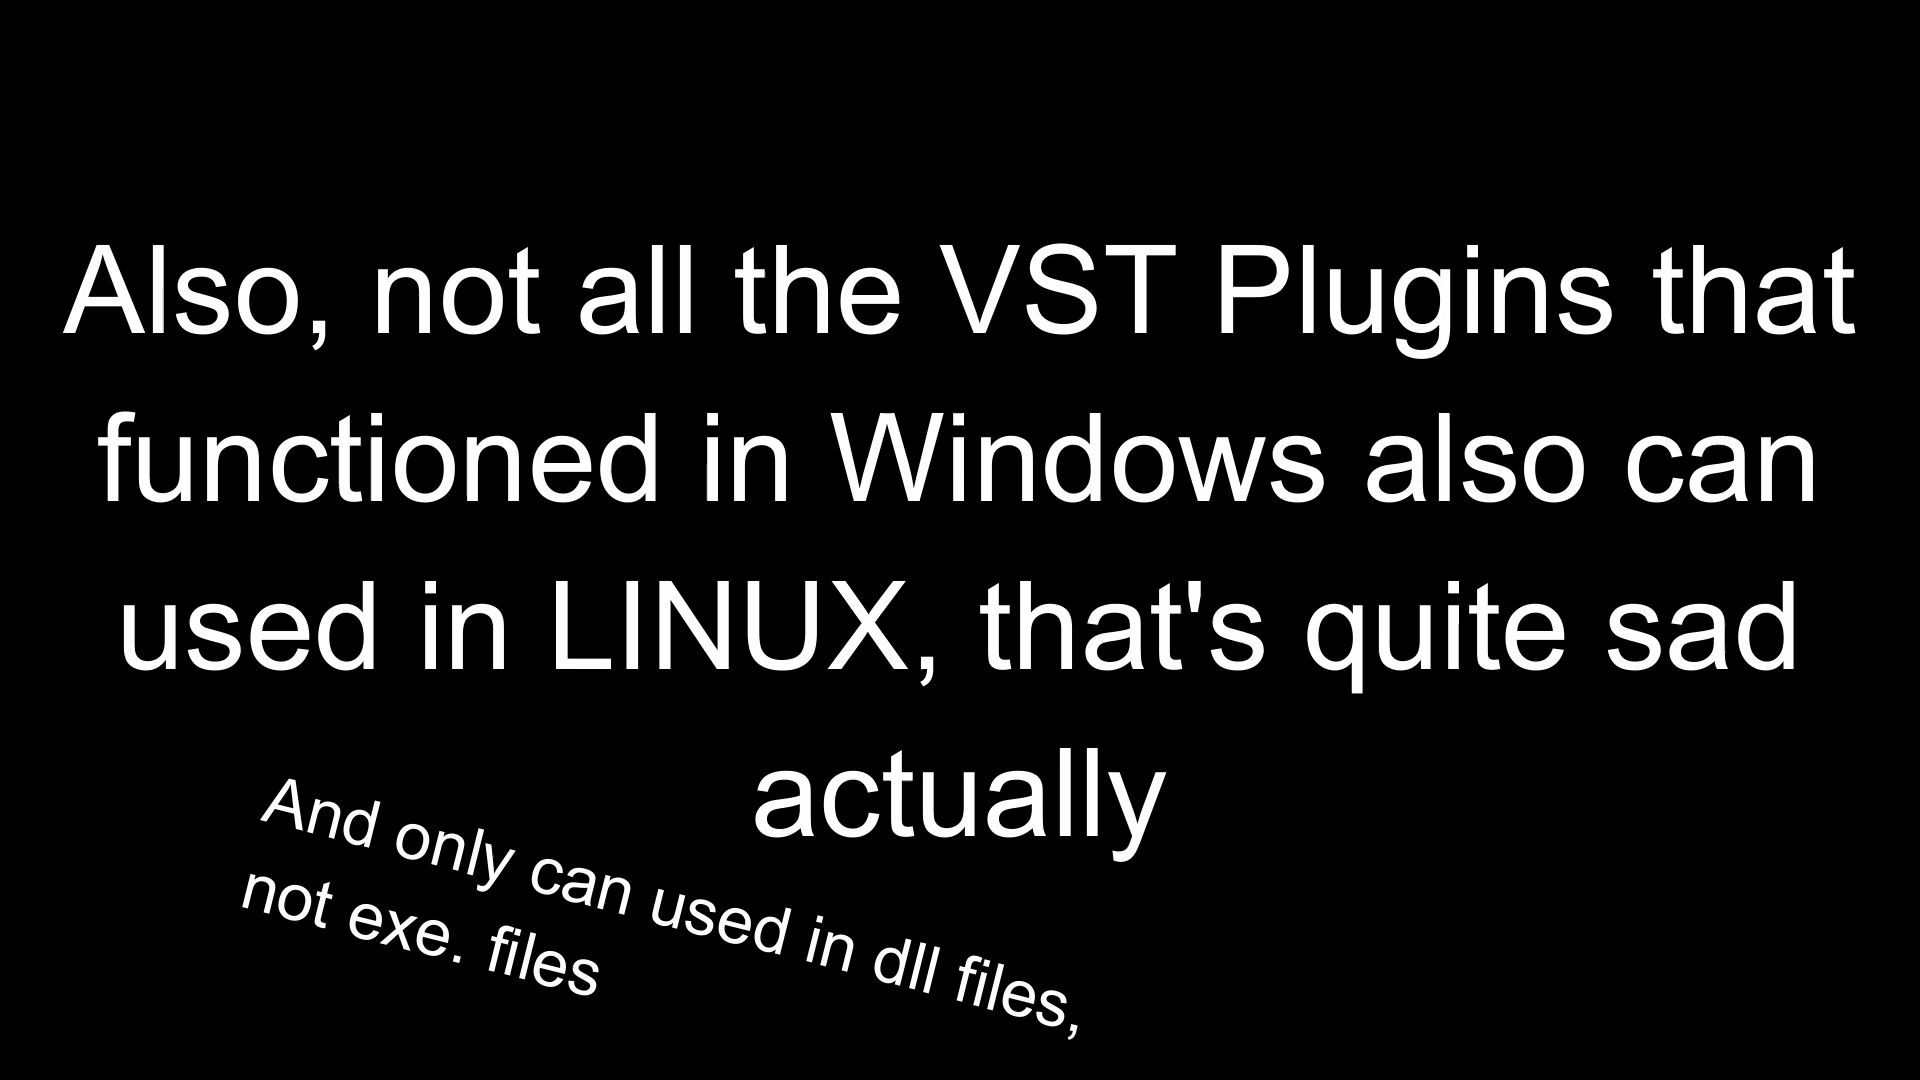 Also, not all the VST Plugins that
functioned in Windows also can
used in LINUX, that's quite sad
actually
And only can used in dll files,
not exe. files